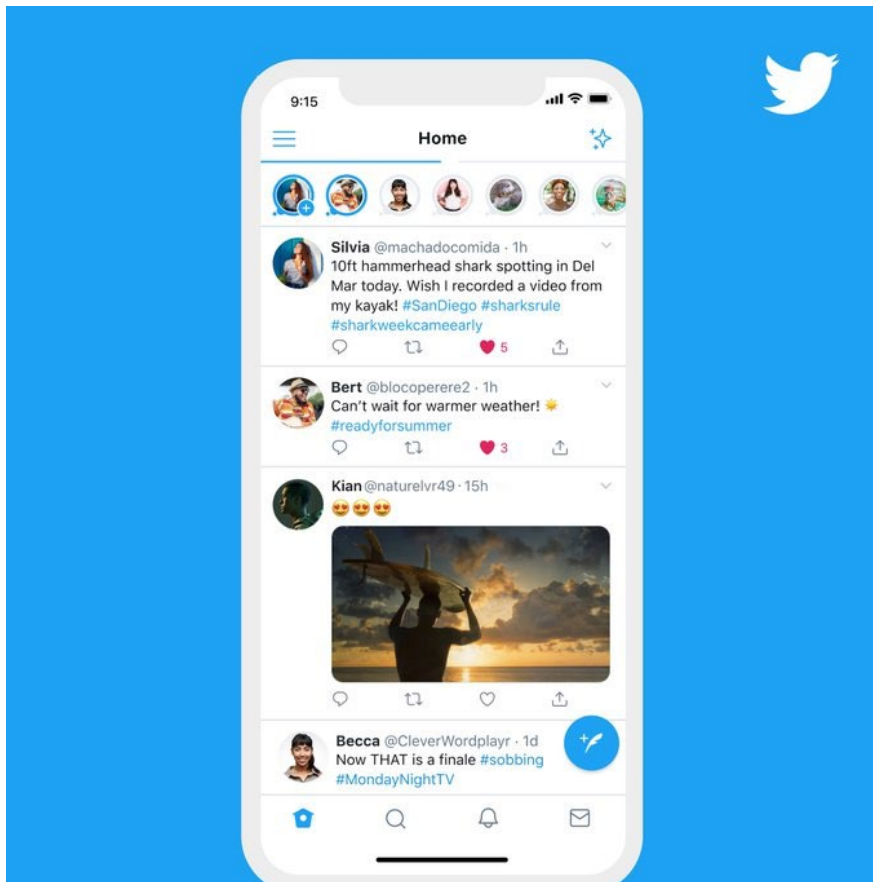 9:15
Home
Silvia @machadocomida · 1h
10ft hammerhead shark spotting in Del
Mar today. Wish I recorded a video from
my kayak! #SanDiego #sharksrule
#sharkweekcameearly
5
Bert @blocoperere2 · 1h
Can't wait for warmer weather! ☀️
#readyforsummer
3
Kian @naturelvr49 · 15h
😍😍😍
Becca @CleverWordplayr · 1d
Now THAT is a finale #sobbing
#MondayNightTV